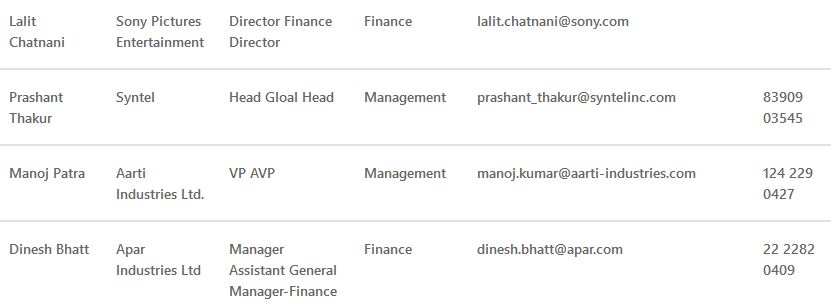 Lalit Chatnani Sony Pictures Entertainment Director Finance Director Finance lalit.chatnani@sony.com
Prashant Thakur Syntel Head Gloal Head Management prashant_thakur@syntelinc.com 83909 03545
Manoj Patra Aarti Industries Ltd. VP AVP Management manoj.kumar@aarti-industries.com 124 229 0427
Dinesh Bhatt Apar Industries Ltd Manager Assistant General Manager-Finance Finance dinesh.bhatt@apar.com 22 2282 0409